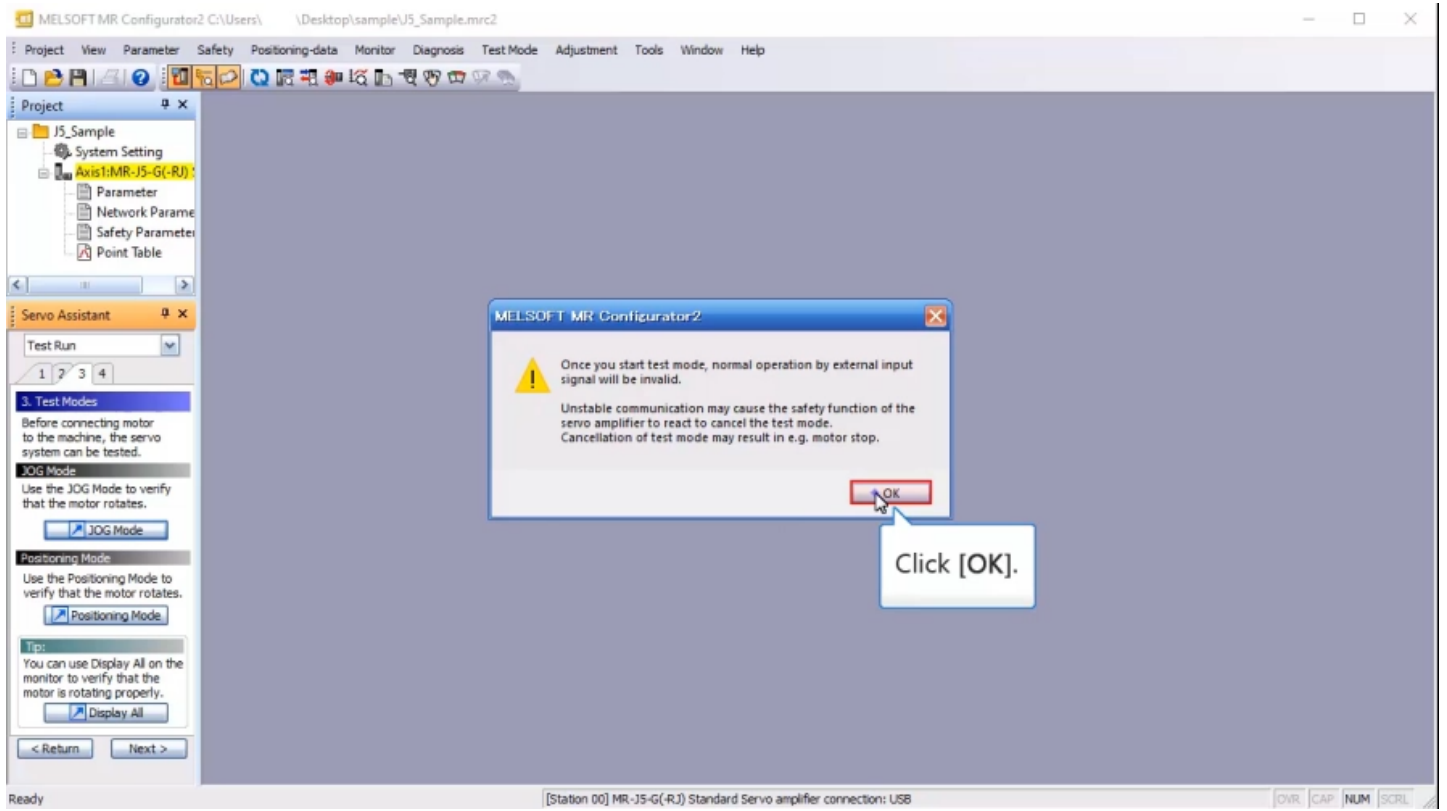 MELSOFT MR Configurator2 C:\Users\ \Desktop\sample\J5_Sample.mrc2
Project View Parameter Safety Positioning-data Monitor Diagnosis Test Mode Adjustment Tools Window Help
Project
J5_Sample
System Setting
Axis1:MR-J5-G(-RJ)
Parameter
Network Parame
Safety Parameter
Point Table
Servo Assistant
Test Run
1 2 3 4
3. Test Modes
Before connecting motor
to the machine, the servo
system can be tested.
JOG Mode
Use the JOG Mode to verify
that the motor rotates.
JOG Mode
Positioning Mode
Use the Positioning Mode to
verify that the motor rotates.
Positioning Mode
Tip:
You can use Display All on the
monitor to verify that the
motor is rotating properly.
Display All
< Return Next >
MELSOFT MR Configurator2
Once you start test mode, normal operation by external input
signal will be invalid.
Unstable communication may cause the safety function of the
servo amplifier to react to cancel the test mode.
Cancellation of test mode may result in e.g. motor stop.
OK
Click [OK].
Ready
[Station 00] MR-J5-G(-RJ) Standard Servo amplifier connection: USB
OVR CAP NUM SCRL